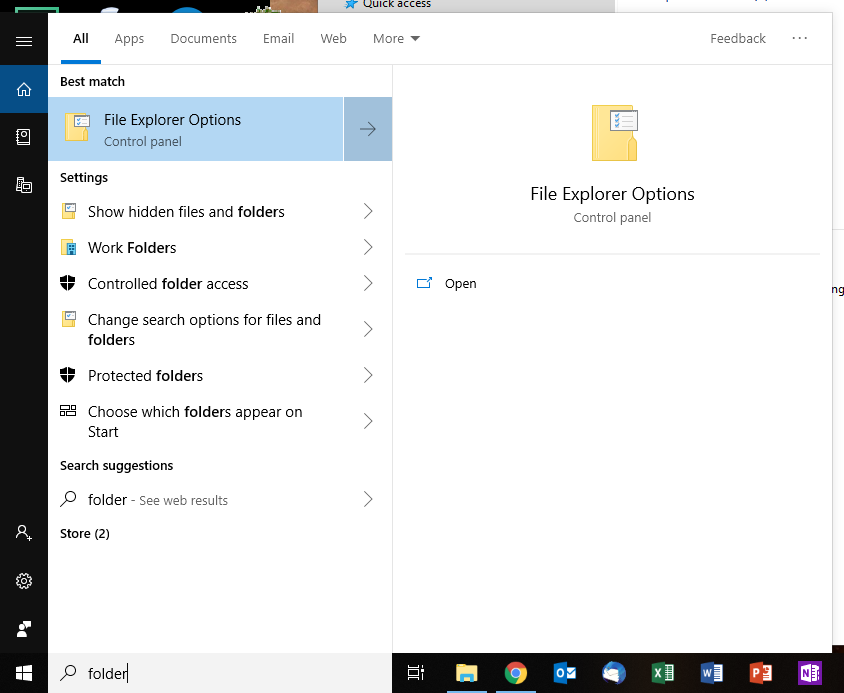 Quick access
All Apps Documents Email Web More Feedback ...
Best match
File Explorer Options
Control panel
Settings
Show hidden files and folders
Work Folders
Controlled folder access
Change search options for files and
folders
Protected folders
Choose which folders appear on
Start
Search suggestions
folder - See web results
Store (2)
File Explorer Options
Control panel
Open
ng
folder